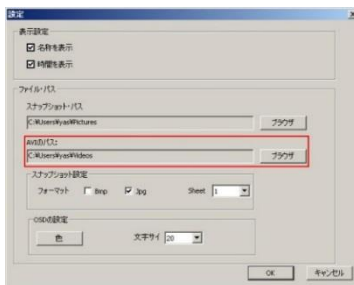 設定
表示設定
名称を表示
時間を表示
ファイル・パス
スナップショット・パス
C:¥Users¥yas¥Pictures
ブラウザ
AVIのパス:
C:¥Users¥yas¥Videos
ブラウザ
スナップショット設定
フォーマット Bmp Jpg Sheet 1
OSDの設定
色 文字サイ 20
OK キャンセル